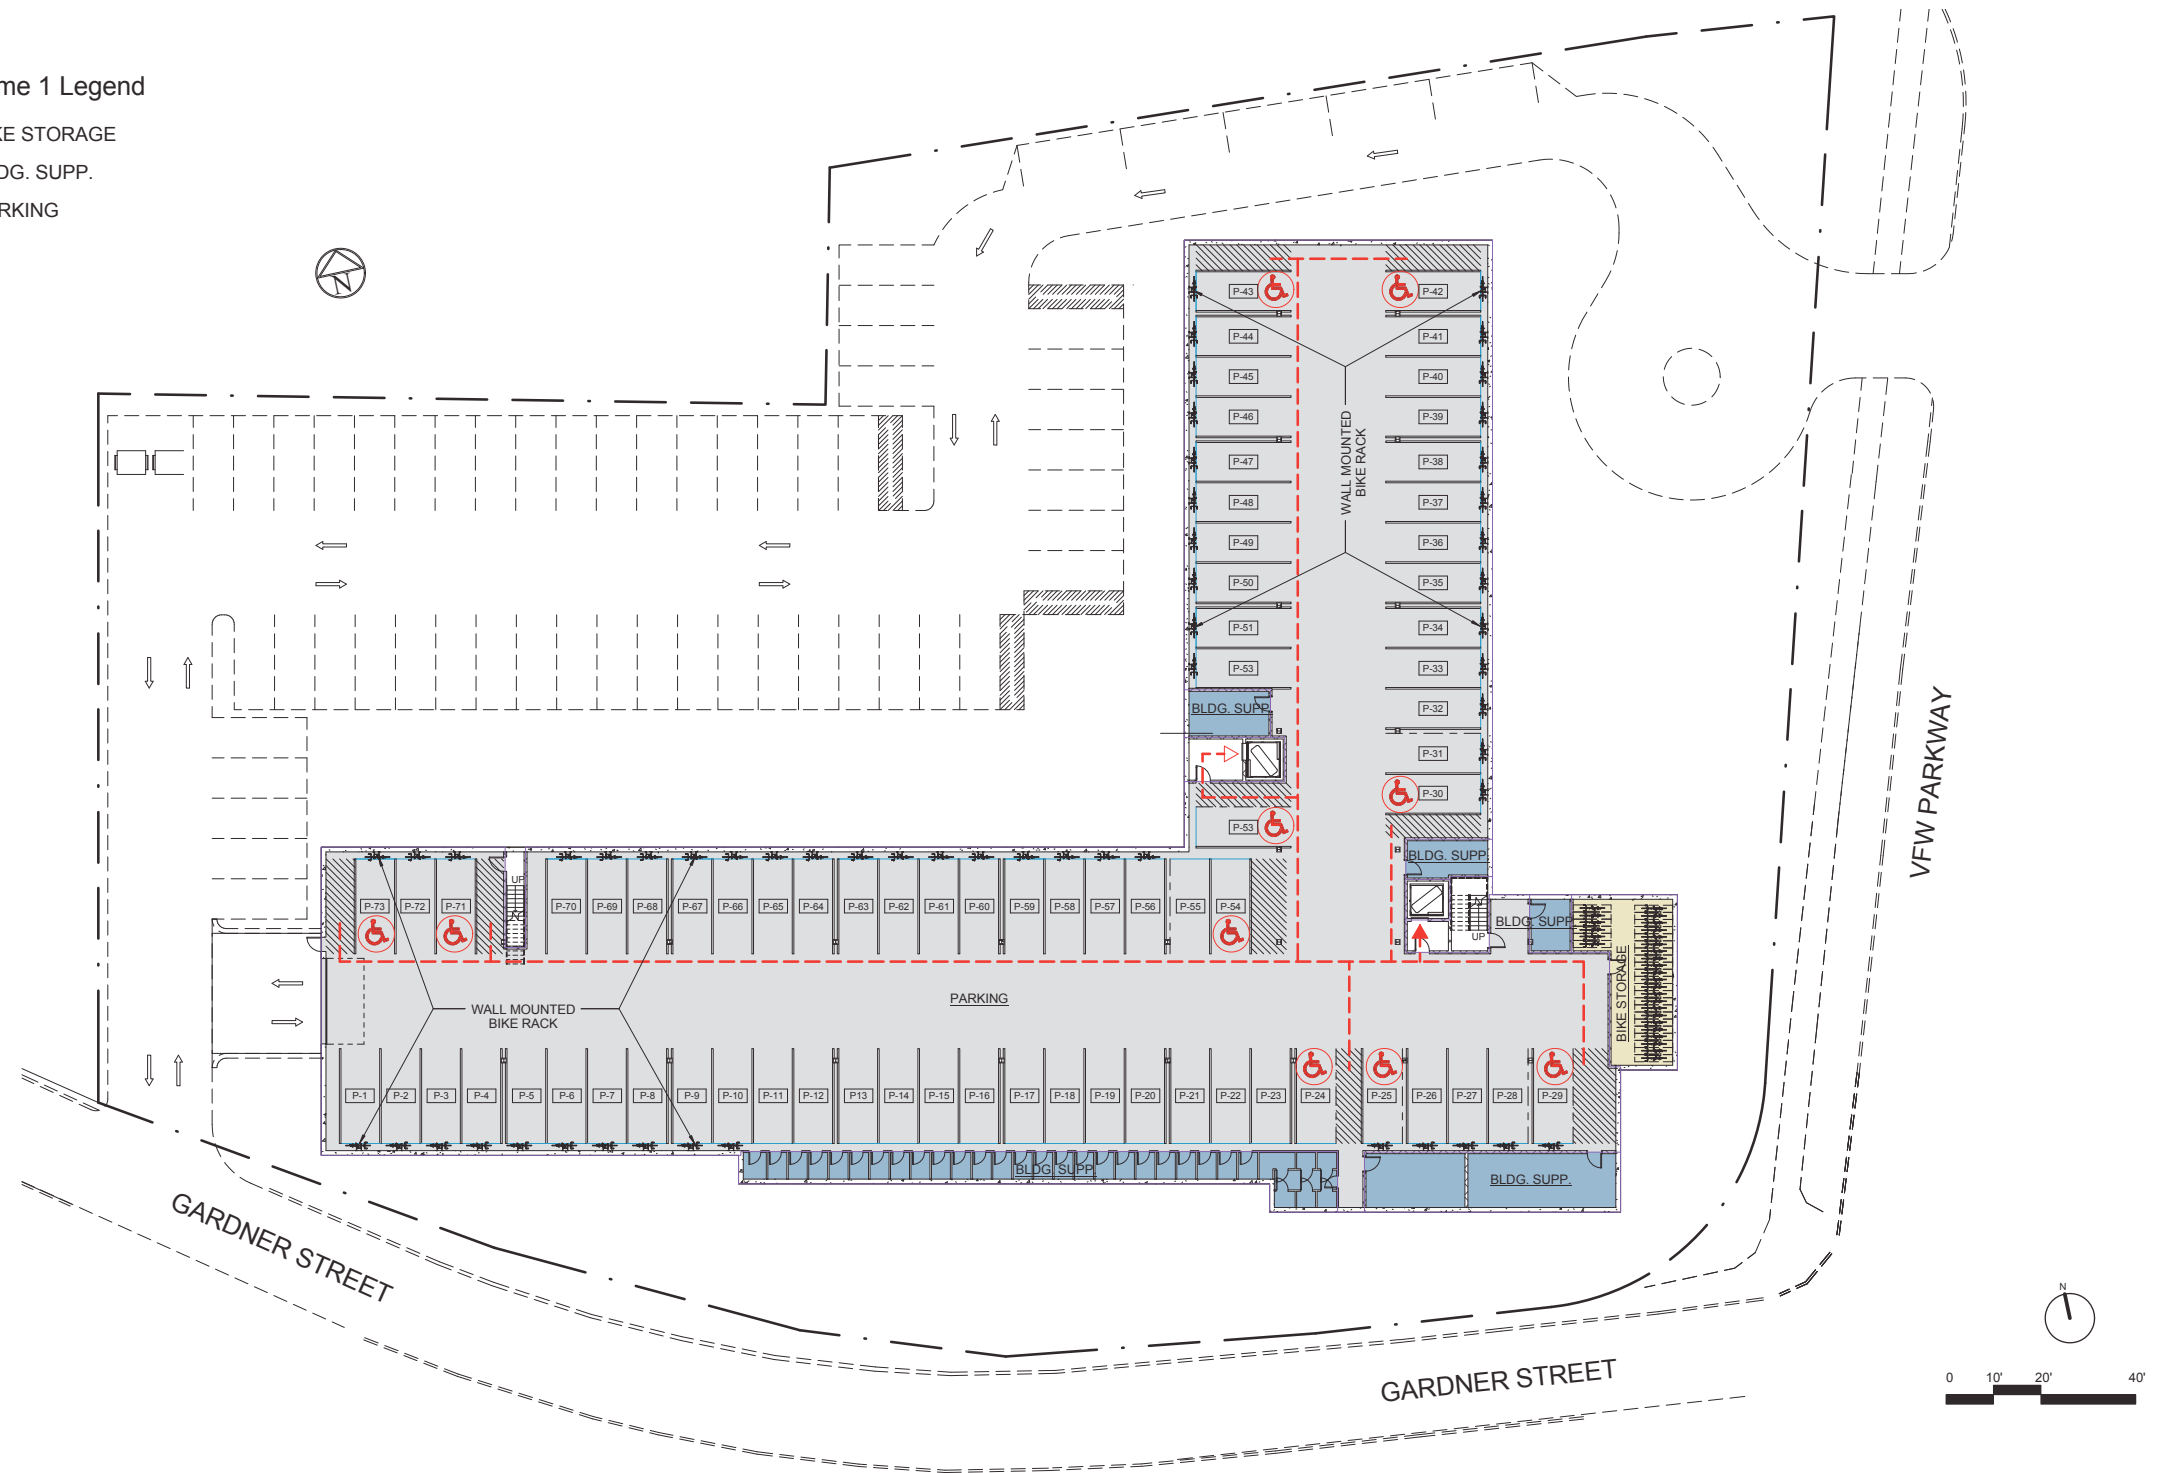 me 1 Legend
KE STORAGE
DG. SUPP.
RKING
N
P-43
P-42
P-44
P-41
P-45
P-40
P-46
P-39
P-47
P-38
P-48
P-37
P-49
P-36
P-50
P-35
P-51
P-34
P-53
P-33
P-32
P-31
P-30
P-53
WALL MOUNTED
BIKE RACK
BLDG. SUPP.
BLDG. SUPP.
BLDG. SUPP.
UP
UP
P-73
P-72
P-71
P-70
P-69
P-68
P-67
P-66
P-65
P-64
P-63
P-62
P-61
P-60
P-59
P-58
P-57
P-56
P-55
P-54
BIKE STORAGE
PARKING
WALL MOUNTED
BIKE RACK
P-1
P-2
P-3
P-4
P-5
P-6
P-7
P-8
P-9
P-10
P-11
P-12
P13
P-14
P-15
P-16
P-17
P-18
P-19
P-20
P-21
P-22
P-23
P-24
P-25
P-26
P-27
P-28
P-29
BLDG. SUPP.
BLDG. SUPP.
VFW PARKWAY
GARDNER STREET
GARDNER STREET
N
0 10' 20' 40'